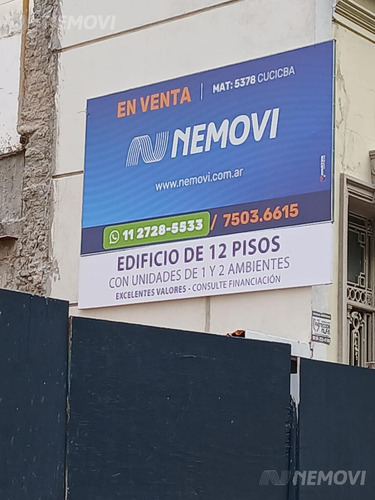 NEMOVI
EN VENTA | MAT: 5378 CUCICBA
NEMOVI
www.nemovi.com.ar
11 2728-5533 / 7503.6615
EDIFICIO DE 12 PISOS
CON UNIDADES DE 1 Y 2 AMBIENTES
EXCELENTES VALORES - CONSULTE FINANCIACIÓN
NEMOVI